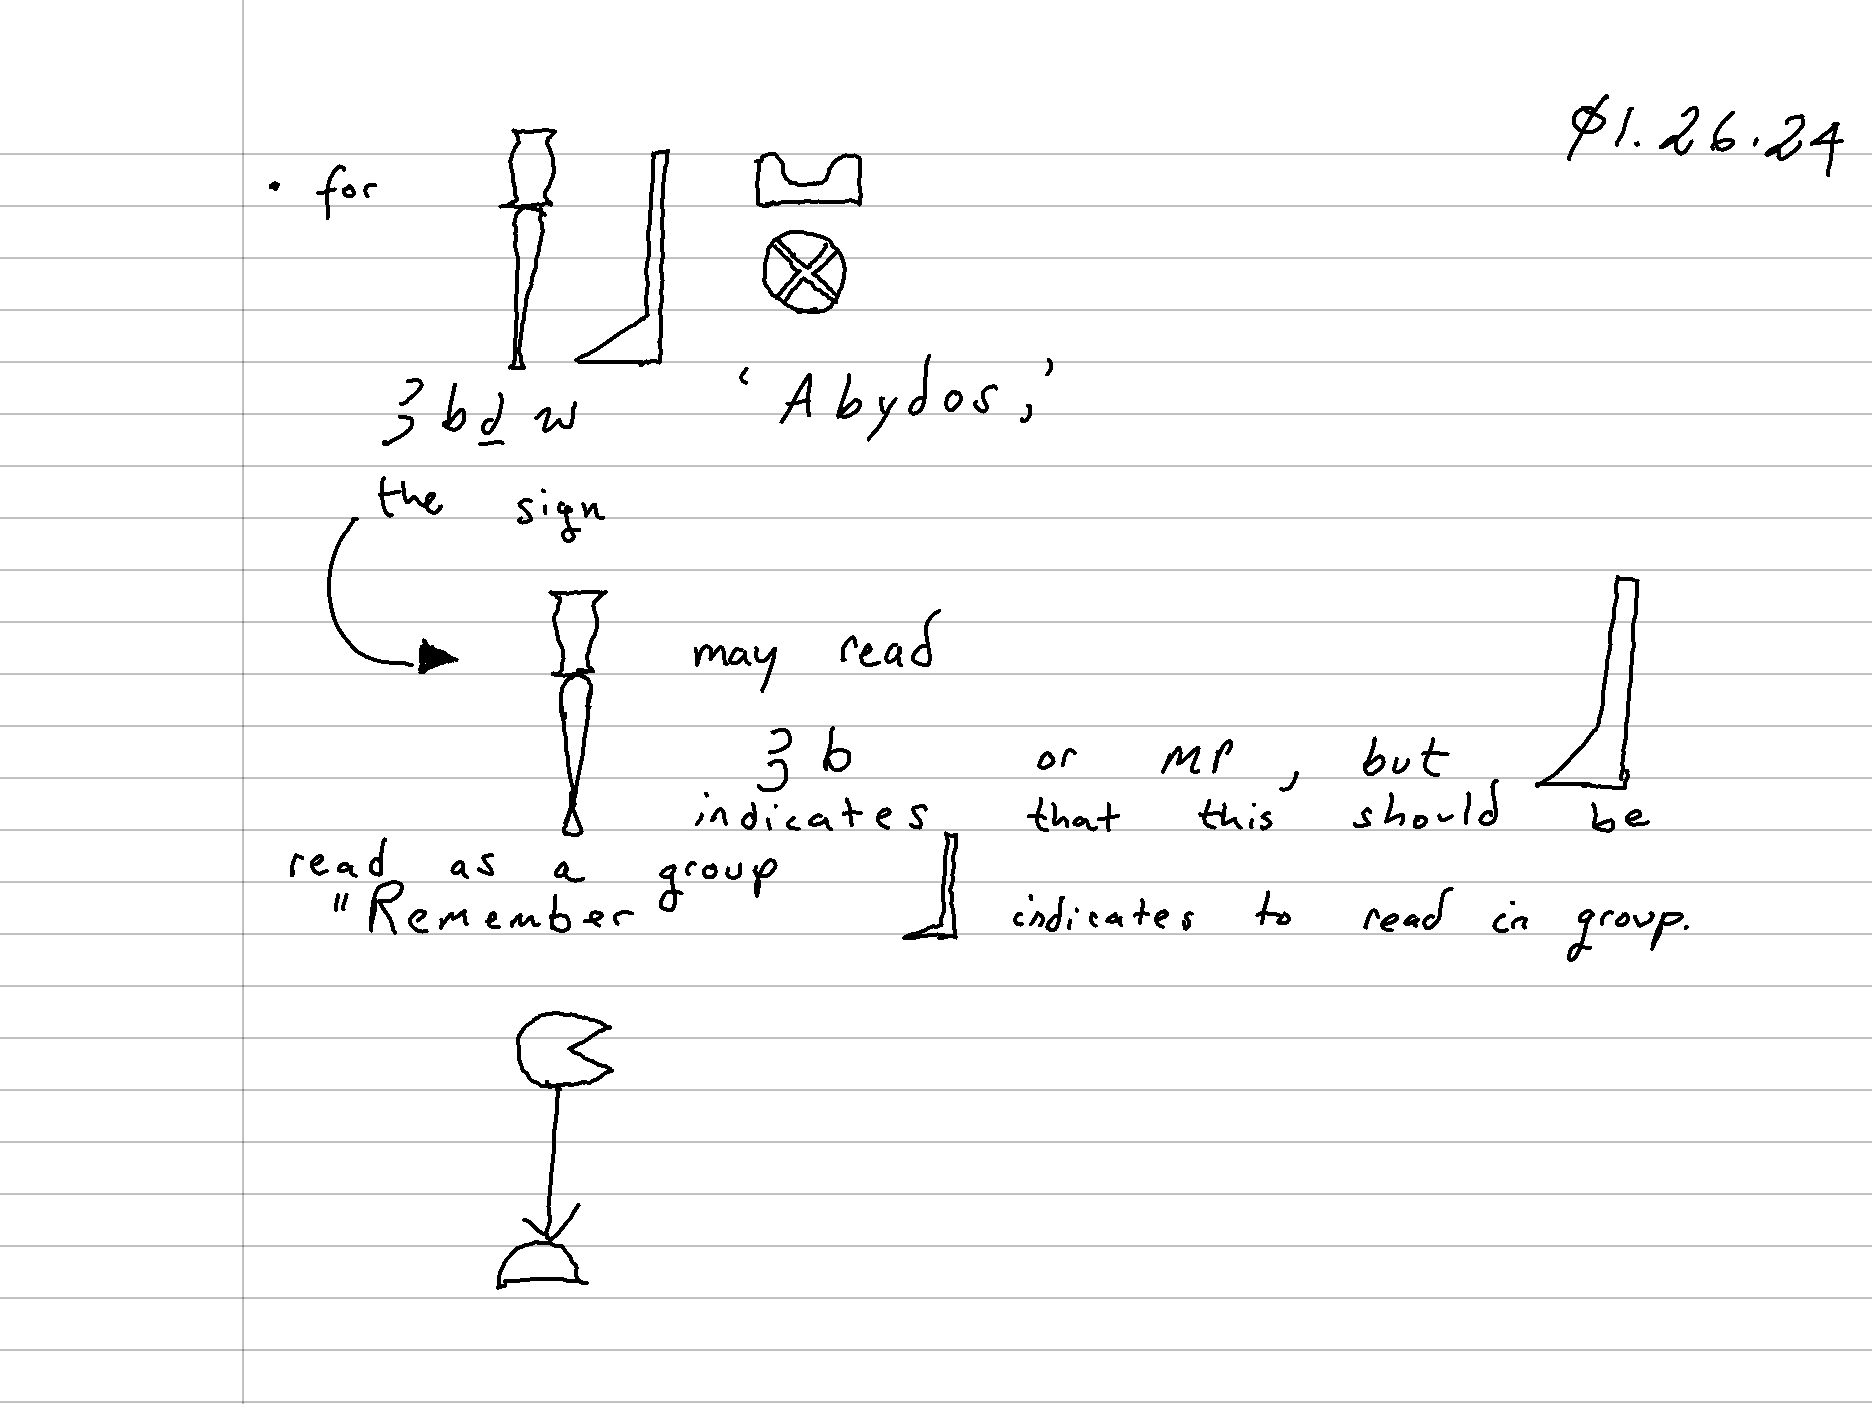 01.26.24
• for 𓍋 𓃀 𓈋 𓊖
ꜣbḏw 'Abydos,'
the sign
𓍋 may read
ꜣb or mr, but 𓃀
indicates that this should be
read as a group
"Remember 𓃀 indicates to read in group.